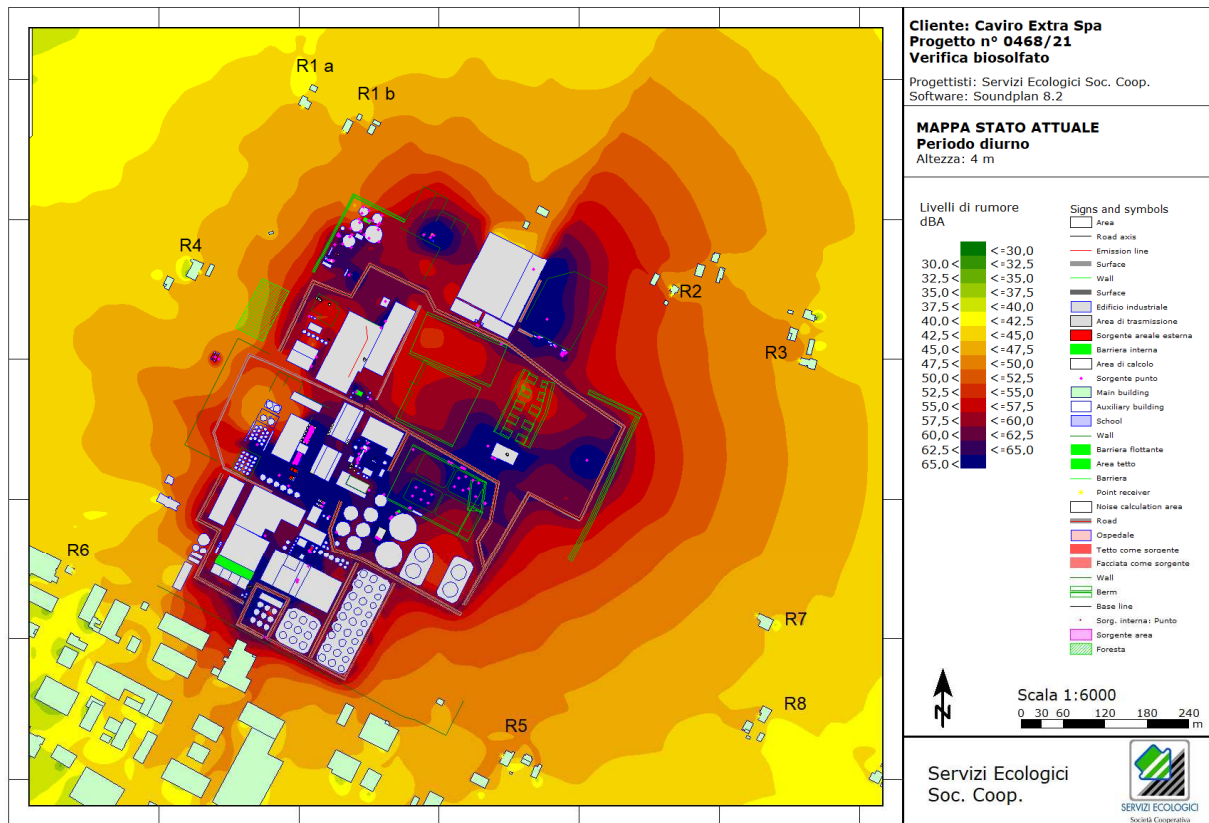 R1 a
R1 b
R4
R2
R3
R6
R7
R8
R5
Cliente: Caviro Extra Spa
Progetto n° 0468/21
Verifica biosolfato
Progettisti: Servizi Ecologici Soc. Coop.
Software: Soundplan 8.2
MAPPA STATO ATTUALE
Periodo diurno
Altezza: 4 m
Livelli di rumore
dBA
<=30,0
30,0< <=32,5
32,5< <=35,0
35,0< <=37,5
37,5< <=40,0
40,0< <=42,5
42,5< <=45,0
45,0< <=47,5
47,5< <=50,0
50,0< <=52,5
52,5< <=55,0
55,0< <=57,5
57,5< <=60,0
60,0< <=62,5
62,5< <=65,0
65,0<
Signs and symbols
Area
Road axis
Emission line
Surface
Wall
Surface
Edificio industriale
Area di trasmissione
Sorgente areale esterna
Barriera interna
Area di calcolo
Sorgente punto
Main building
Auxiliary building
School
Wall
Barriera flottante
Area tetto
Barriera
Point receiver
Noise calculation area
Road
Ospedale
Tetto come sorgente
Facciata come sorgente
Wall
Berm
Base line
Sorg. interna: Punto
Sorgente area
Foresta
N
Scala 1:6000
0 30 60 120 180 240
m
Servizi Ecologici
Soc. Coop.
SERVIZI ECOLOGICI
Società Cooperativa